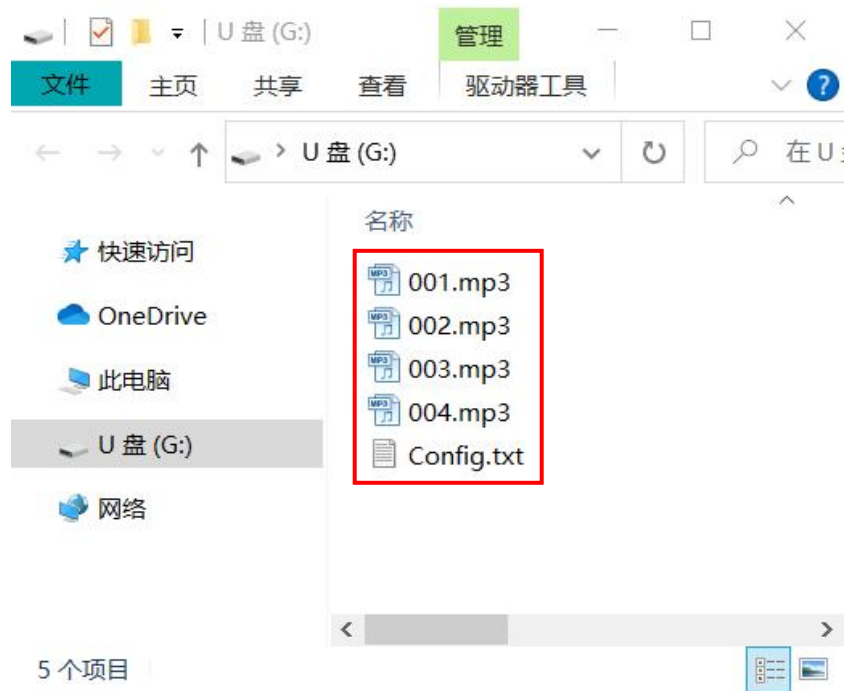 U 盘 (G:)
管理
文件 主页 共享 查看 驱动器工具
U 盘 (G:)
在 U
名称
快速访问
OneDrive
此电脑
U 盘 (G:)
网络
001.mp3
002.mp3
003.mp3
004.mp3
Config.txt
5 个项目